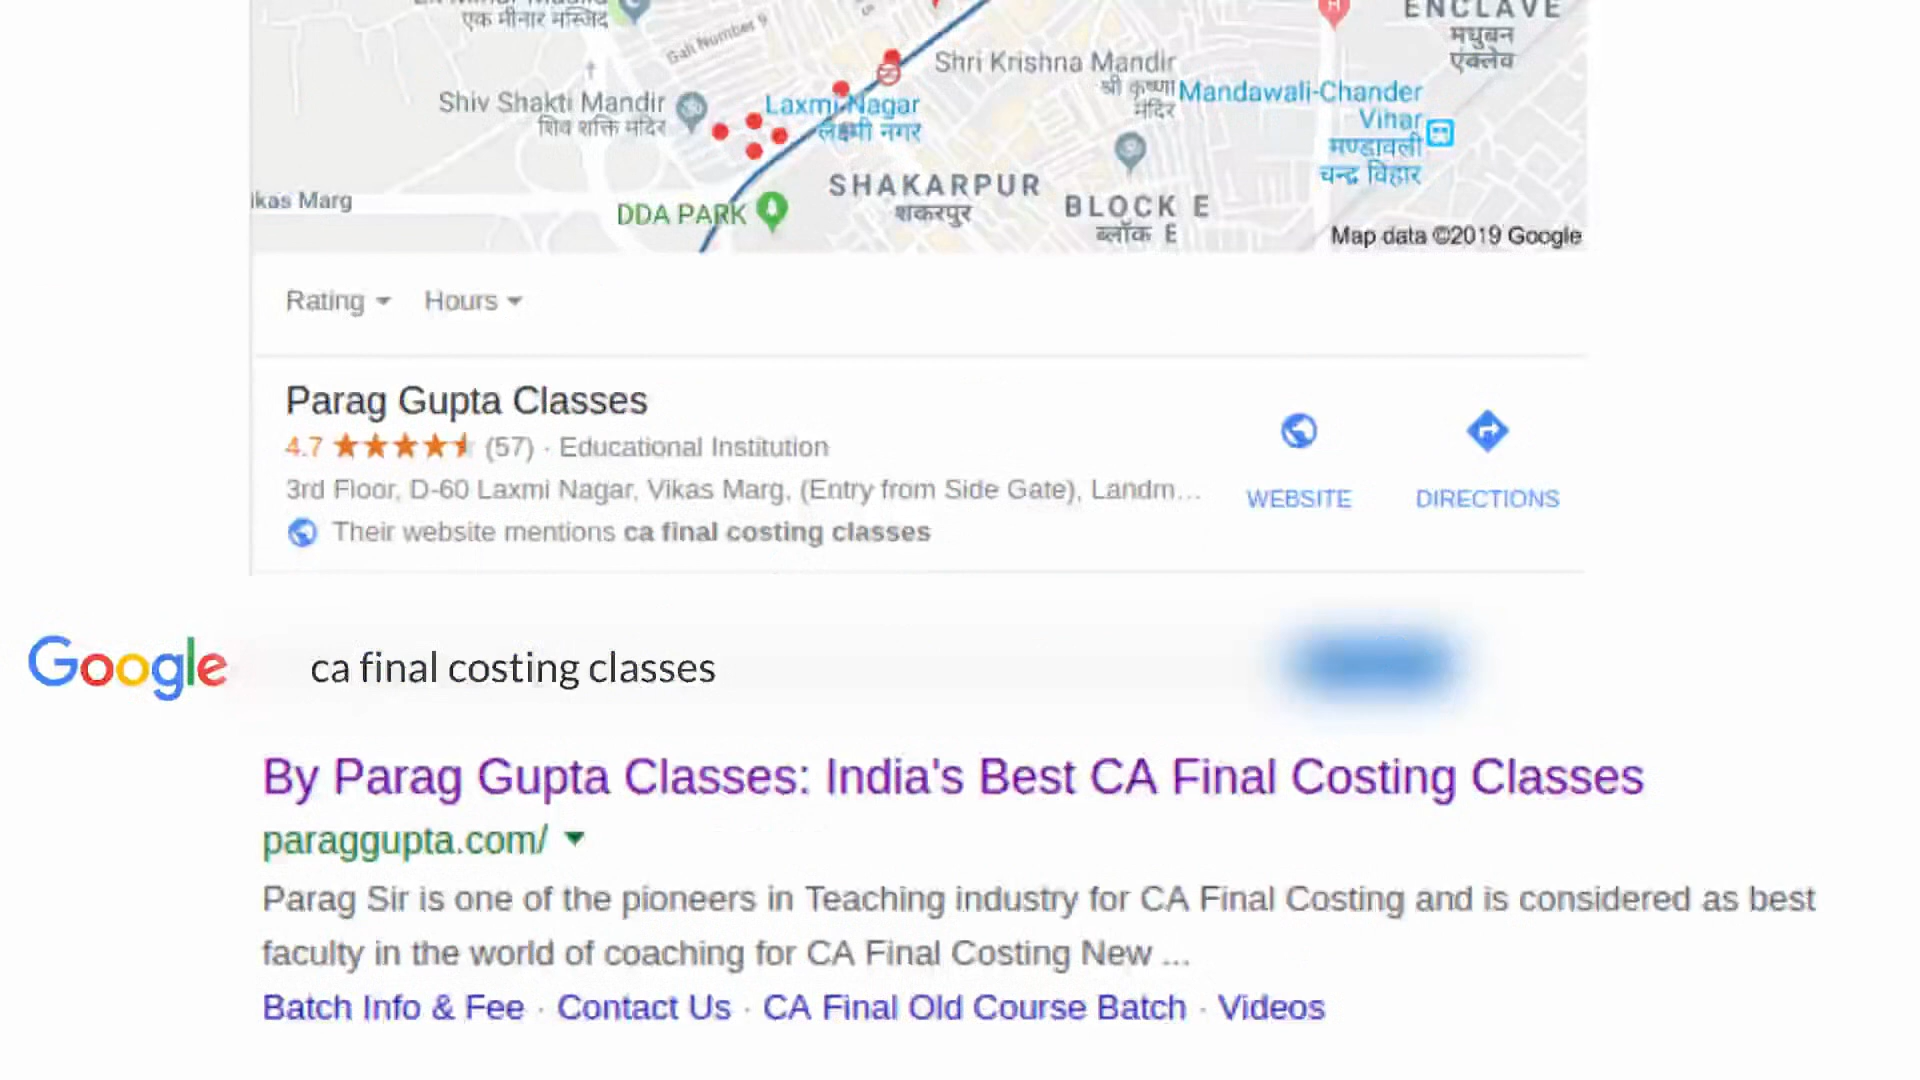 एक मीनार मस्जिद
Gali Number 9
ENCLAVE
मधुबन
एंक्लेव
Shri Krishna Mandir
श्री कृष्णा
मंदिर
Shiv Shakti Mandir
शिव शक्ति मंदिर
Laxmi Nagar
लक्ष्मी नगर
Mandawali-Chander
Vihar
मण्डावली
चन्द्र विहार
SHAKARPUR
शकरपुर
BLOCK E
ब्लॉक E
ikas Marg
DDA PARK
Map data ©2019 Google
Rating Hours
Parag Gupta Classes
4.7 (57) · Educational Institution
3rd Floor, D-60 Laxmi Nagar, Vikas Marg, (Entry from Side Gate), Landm...
WEBSITE DIRECTIONS
Their website mentions ca final costing classes
Google ca final costing classes
By Parag Gupta Classes: India's Best CA Final Costing Classes
paraggupta.com/
Parag Sir is one of the pioneers in Teaching industry for CA Final Costing and is considered as best
faculty in the world of coaching for CA Final Costing New ...
Batch Info & Fee · Contact Us · CA Final Old Course Batch · Videos